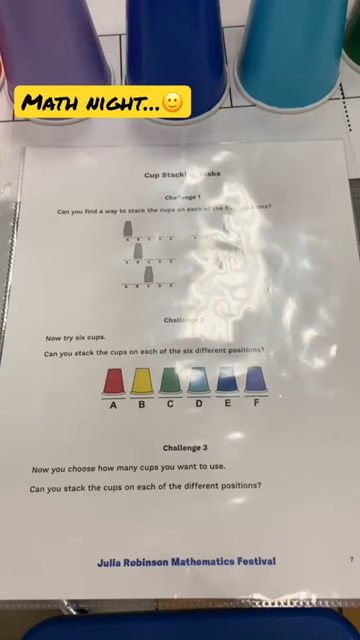 Math night...🙂
Cup Stacking Tasks
Challenge 1
Can you find a way to stack the cups on each of the five positions?
A B C D E
A B C D E
A B C D E
Challenge 2
Now try six cups.
Can you stack the cups on each of the six different positions?
A B C D E F
Challenge 3
Now you choose how many cups you want to use.
Can you stack the cups on each of the different positions?
Julia Robinson Mathematics Festival
7